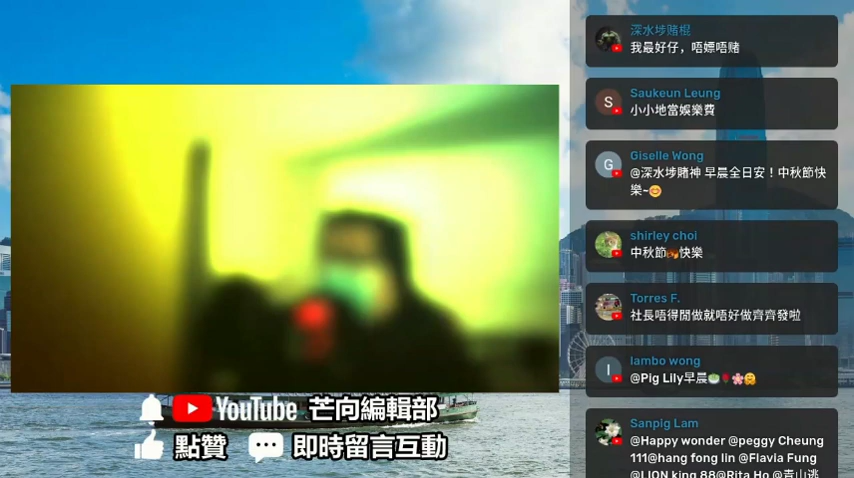 YouTube 芒向編輯部
點贊 即時留言互動
深水埗賭棍
我最好仔，唔嫖唔赌
S
Saukeun Leung
小小地當娛樂費
G
Giselle Wong
@深水埗賭神 早晨全日安！中秋節快
樂~😊
shirley choi
中秋節🥮快樂
Torres F.
社長唔得閒做就唔好做齊齊發啦
I
lambo wong
@Pig Lily早晨🍵🌹🌸🤗
Sanpig Lam
@Happy wonder @peggy Cheung
111@hang fong lin @Flavia Fung
@LION king 88@Rita Ho @青山逃